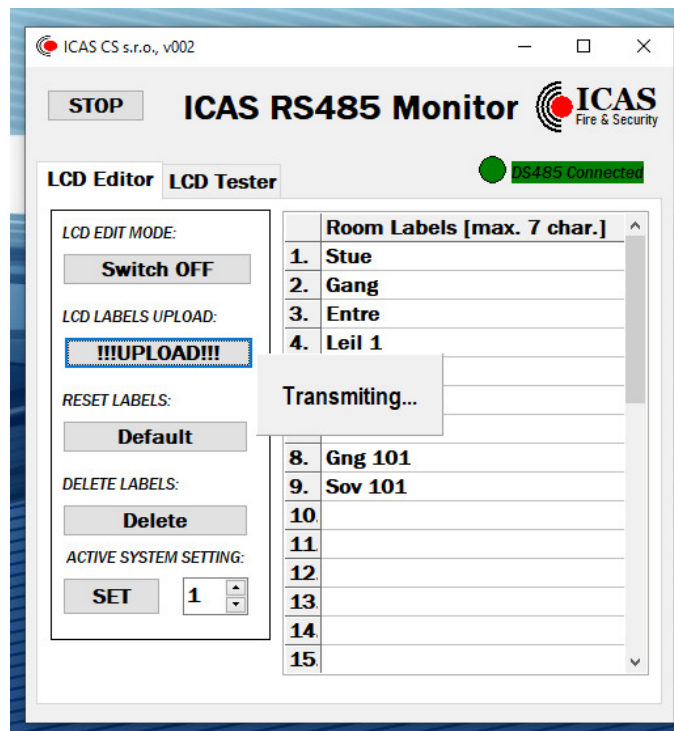 ICAS CS s.r.o., v002
STOP
ICAS RS485 Monitor
ICAS
Fire & Security
LCD Editor
LCD Tester
DS485 Connected
LCD EDIT MODE:
Switch OFF
LCD LABELS UPLOAD:
!!!UPLOAD!!!
RESET LABELS:
Default
DELETE LABELS:
Delete
ACTIVE SYSTEM SETTING:
SET
1
Room Labels [max. 7 char.]
1. Stue
2. Gang
3. Entre
4. Leil 1
Transmiting...
8. Gng 101
9. Sov 101
10.
11.
12.
13.
14.
15.